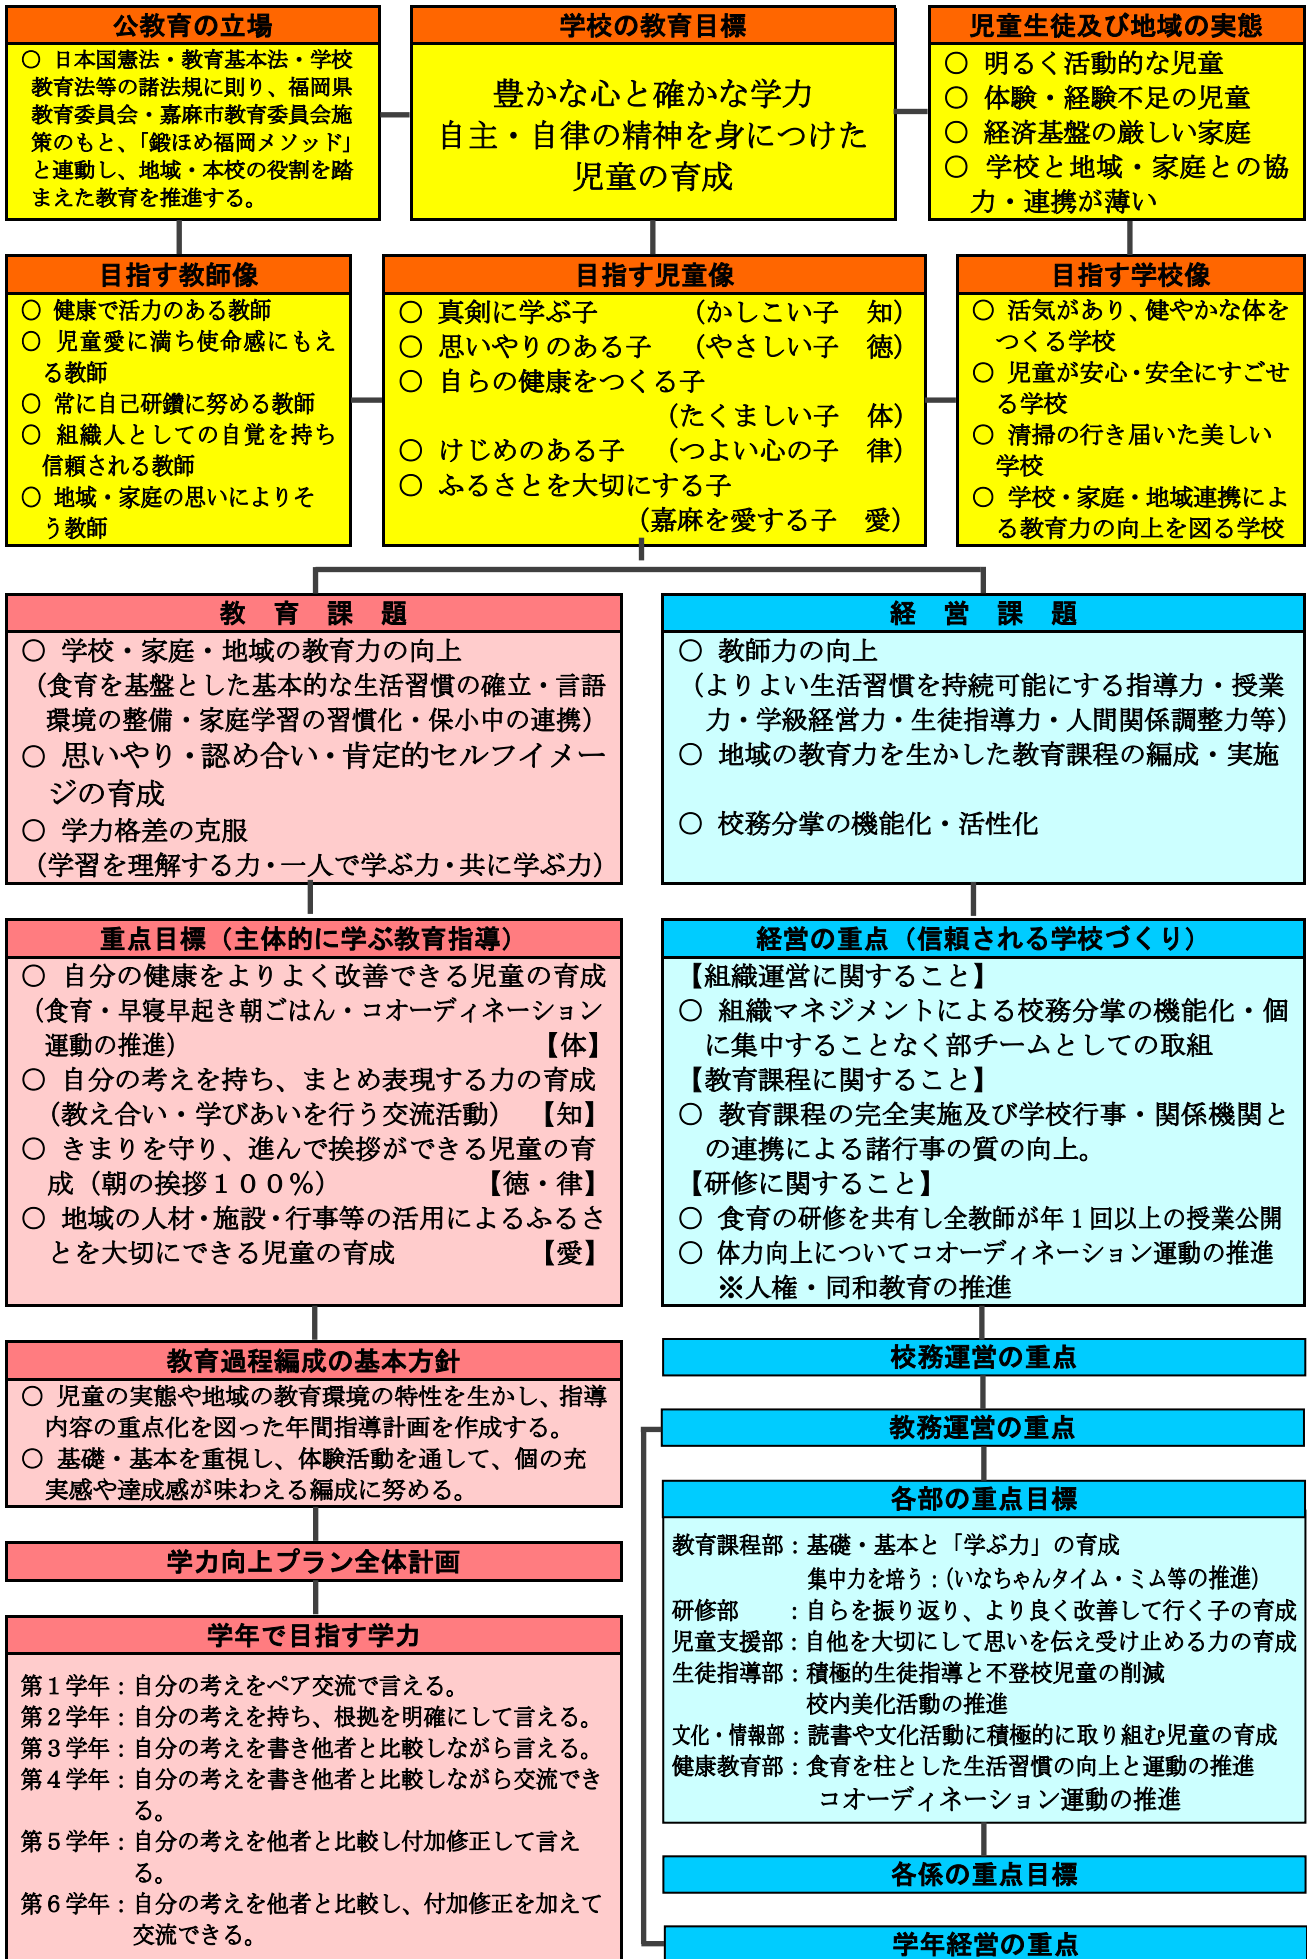 公教育の立場
〇 日本国憲法・教育基本法・学校
教育法等の諸法規に則り、福岡県
教育委員会・嘉麻市教育委員会施
策のもと、「鍛ほめ福岡メソッド」
と連動し、地域・本校の役割を踏
まえた教育を推進する。
学校の教育目標
豊かな心と確かな学力
自主・自律の精神を身につけた
児童の育成
児童生徒及び地域の実態
〇 明るく活動的な児童
〇 体験・経験不足の児童
〇 経済基盤の厳しい家庭
〇 学校と地域・家庭との協
力・連携が薄い
目指す教師像
〇 健康で活力のある教師
〇 児童愛に満ち使命感にもえ
る教師
〇 常に自己研鑽に努める教師
〇 組織人としての自覚を持ち
信頼される教師
〇 地域・家庭の思いによりそ
う教師
目指す児童像
〇 真剣に学ぶ子 （かしこい子 知）
〇 思いやりのある子 （やさしい子 徳）
〇 自らの健康をつくる子
（たくましい子 体）
〇 けじめのある子 （つよい心の子 律）
〇 ふるさとを大切にする子
（嘉麻を愛する子 愛）
目指す学校像
〇 活気があり、健やかな体を
つくる学校
〇 児童が安心・安全にすごせ
る学校
〇 清掃の行き届いた美しい
学校
〇 学校・家庭・地域連携によ
る教育力の向上を図る学校
教 育 課 題
〇 学校・家庭・地域の教育力の向上
（食育を基盤とした基本的な生活習慣の確立・言語
環境の整備・家庭学習の習慣化・保小中の連携）
〇 思いやり・認め合い・肯定的セルフイメー
ジの育成
〇 学力格差の克服
（学習を理解する力・一人で学ぶ力・共に学ぶ力）
経 営 課 題
〇 教師力の向上
（よりよい生活習慣を持続可能にする指導力・授業
力・学級経営力・生徒指導力・人間関係調整力等）
〇 地域の教育力を生かした教育課程の編成・実施
〇 校務分掌の機能化・活性化
重点目標（主体的に学ぶ教育指導）
〇 自分の健康をよりよく改善できる児童の育成
（食育・早寝早起き朝ごはん・コオーディネーション
運動の推進） 【体】
〇 自分の考えを持ち、まとめ表現する力の育成
（教え合い・学びあいを行う交流活動） 【知】
〇 きまりを守り、進んで挨拶ができる児童の育
成（朝の挨拶１００％） 【徳・律】
〇 地域の人材・施設・行事等の活用によるふるさ
とを大切にできる児童の育成 【愛】
経営の重点（信頼される学校づくり）
【組織運営に関すること】
〇 組織マネジメントによる校務分掌の機能化・個
に集中することなく部チームとしての取組
【教育課程に関すること】
〇 教育課程の完全実施及び学校行事・関係機関と
の連携による諸行事の質の向上。
【研修に関すること】
〇 食育の研修を共有し全教師が年１回以上の授業公開
〇 体力向上についてコオーディネーション運動の推進
※人権・同和教育の推進
教育過程編成の基本方針
〇 児童の実態や地域の教育環境の特性を生かし、指導
内容の重点化を図った年間指導計画を作成する。
〇 基礎・基本を重視し、体験活動を通して、個の充
実感や達成感が味わえる編成に努める。
学力向上プラン全体計画
学年で目指す学力
第１学年：自分の考えをペア交流で言える。
第２学年：自分の考えを持ち、根拠を明確にして言える。
第３学年：自分の考えを書き他者と比較しながら言える。
第４学年：自分の考えを書き他者と比較しながら交流でき
る。
第５学年：自分の考えを他者と比較し付加修正して言え
る。
第６学年：自分の考えを他者と比較し、付加修正を加えて
交流できる。
校務運営の重点
教務運営の重点
各部の重点目標
教育課程部：基礎・基本と「学ぶ力」の育成
集中力を培う：（いなちゃんタイム・ミム等の推進）
研修部 ：自らを振り返り、より良く改善して行く子の育成
児童支援部：自他を大切にして思いを伝え受け止める力の育成
生徒指導部：積極的生徒指導と不登校児童の削減
校内美化活動の推進
文化・情報部：読書や文化活動に積極的に取り組む児童の育成
健康教育部：食育を柱とした生活習慣の向上と運動の推進
コオーディネーション運動の推進
各係の重点目標
学年経営の重点